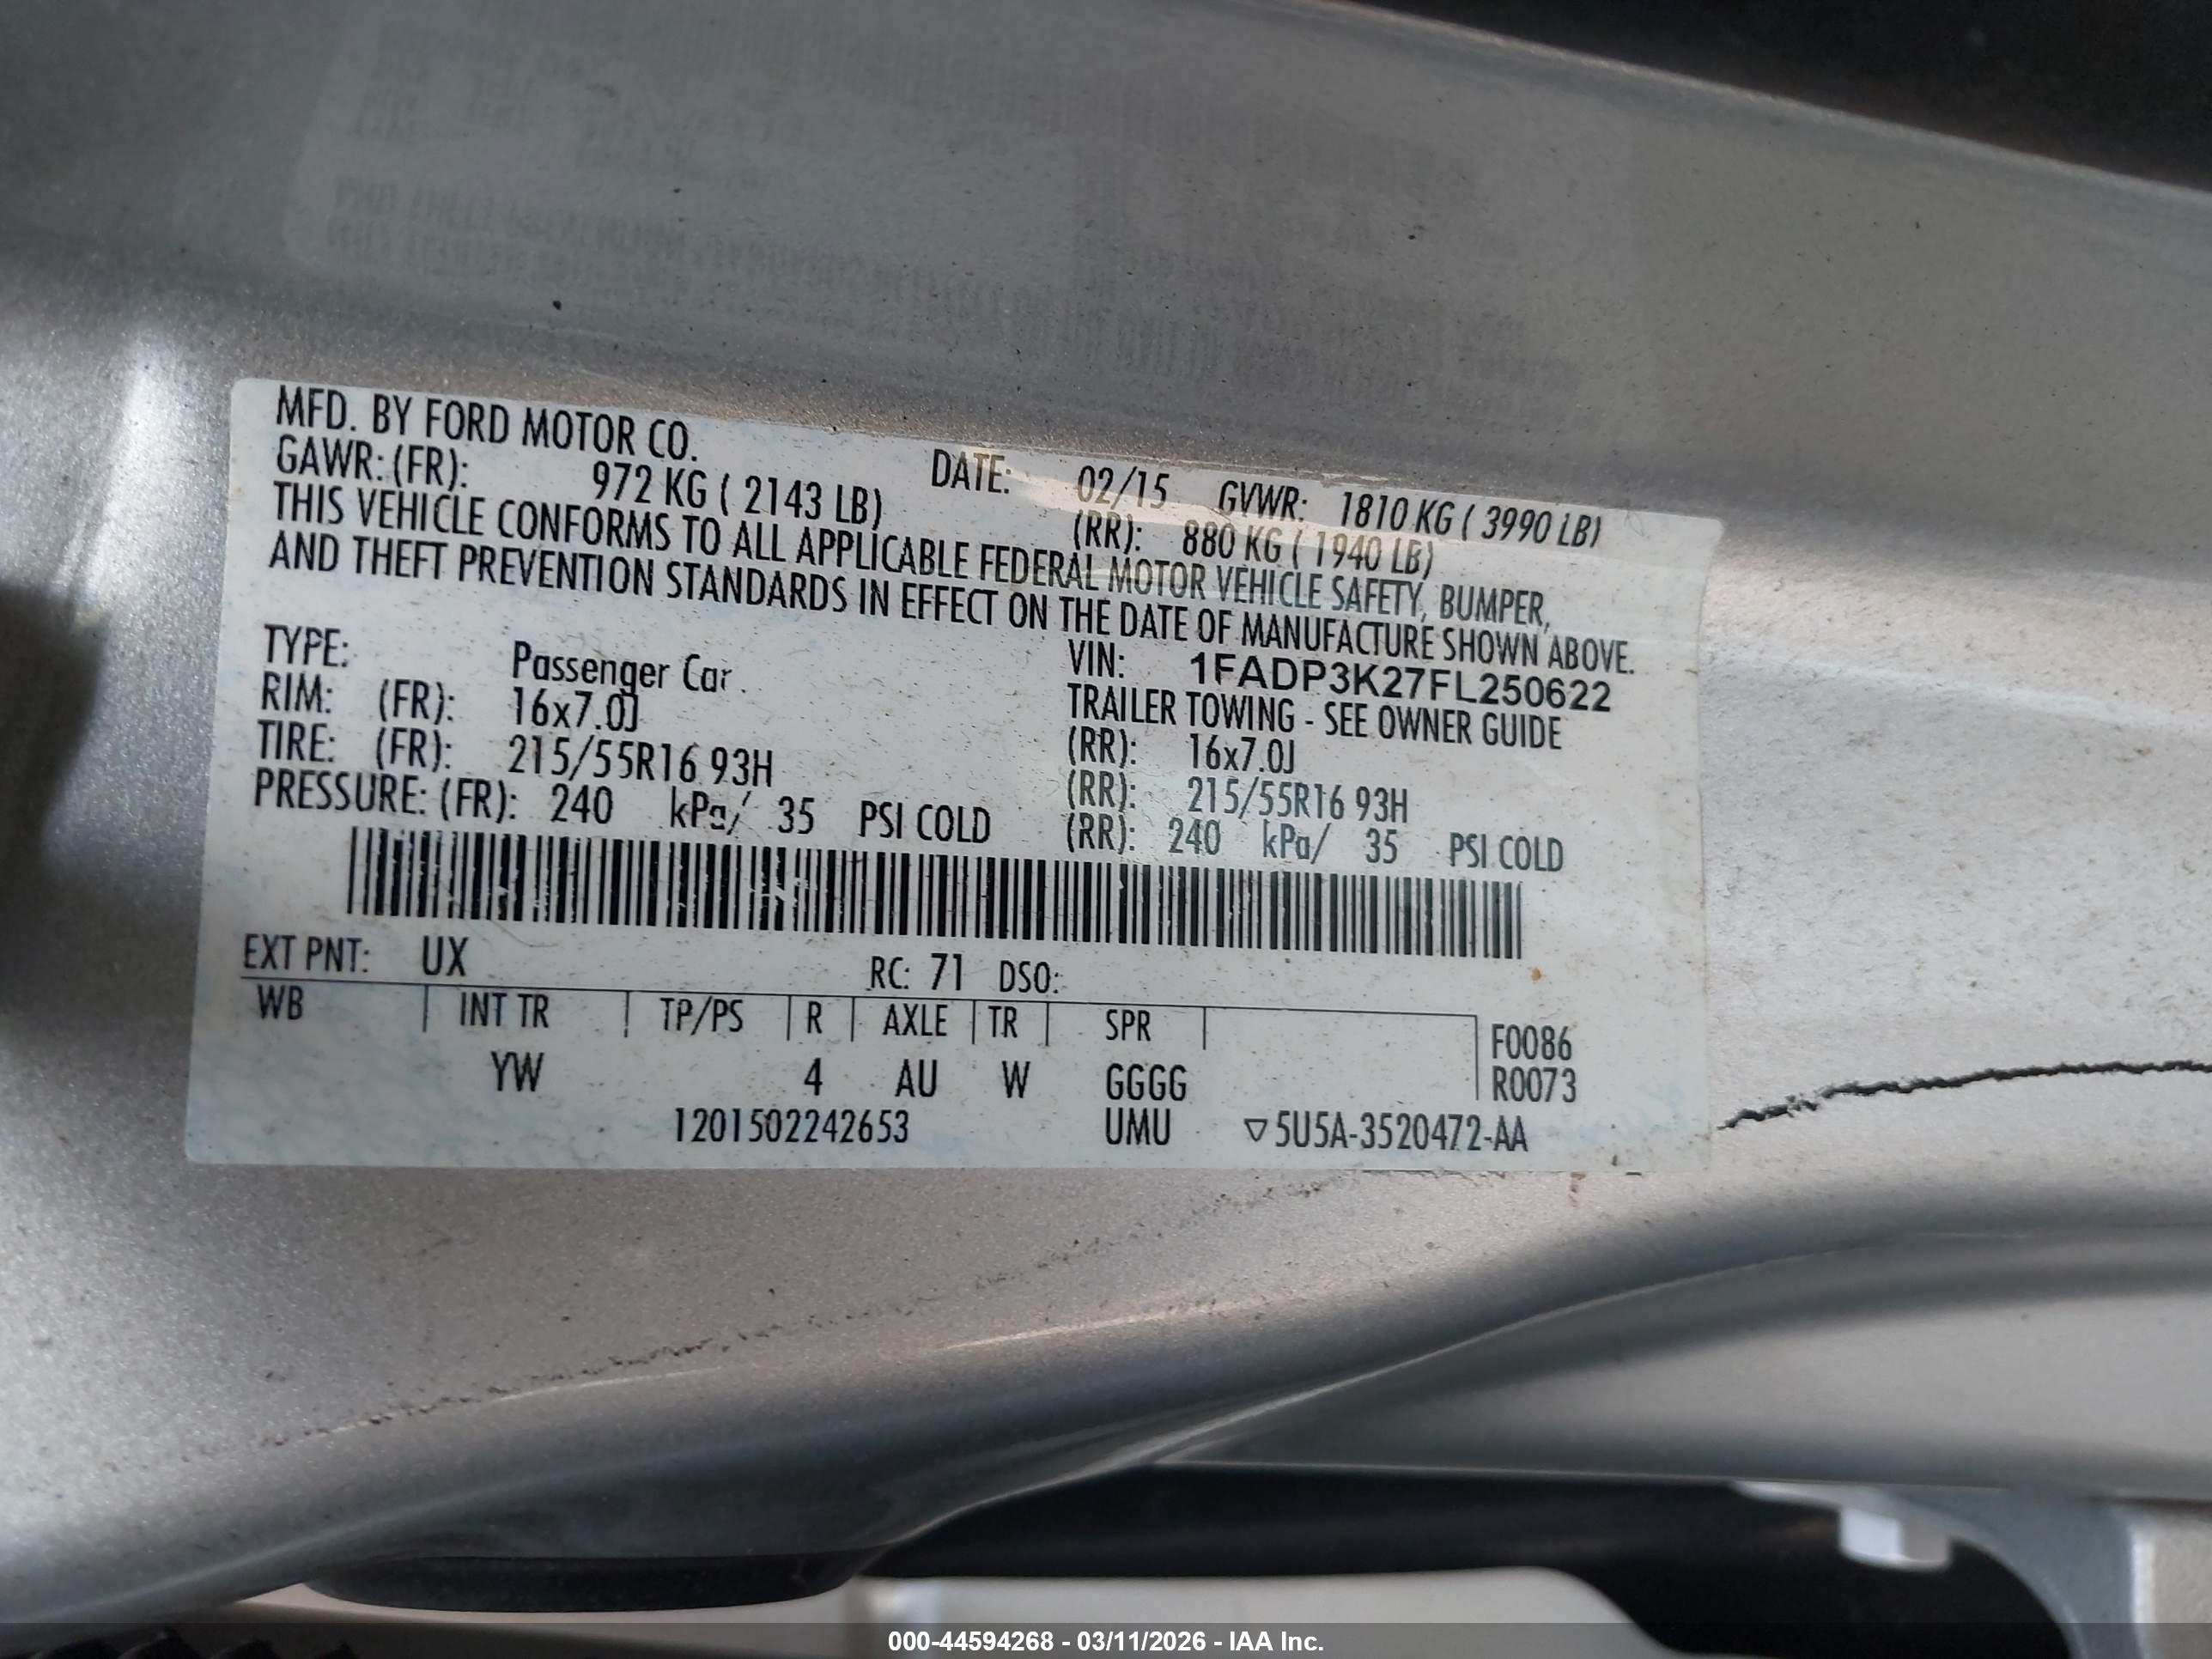 MFD. BY FORD MOTOR CO.
DATE: 02/15 GVWR: 1810 KG ( 3990 LB)
GAWR: (FR): 972 KG ( 2143 LB) (RR): 880 KG ( 1940 LB)
THIS VEHICLE CONFORMS TO ALL APPLICABLE FEDERAL MOTOR VEHICLE SAFETY, BUMPER,
AND THEFT PREVENTION STANDARDS IN EFFECT ON THE DATE OF MANUFACTURE SHOWN ABOVE.
VIN: 1FADP3K27FL250622
TYPE: Passenger Car
TRAILER TOWING - SEE OWNER GUIDE
RIM: (FR): 16x7.0J (RR): 16x7.0J
TIRE: (FR): 215/55R16 93H (RR): 215/55R16 93H
PRESSURE: (FR): 240 kPa/ 35 PSI COLD (RR): 240 kPa/ 35 PSI COLD
EXT PNT: UX RC: 71 DSO:
WB INT TR TP/PS R AXLE TR SPR
F0086
YW 4 AU W GGGG R0073
1201502242653 UMU ▽5U5A-3520472-AA
000-44594268 - 03/11/2026 - IAA Inc.